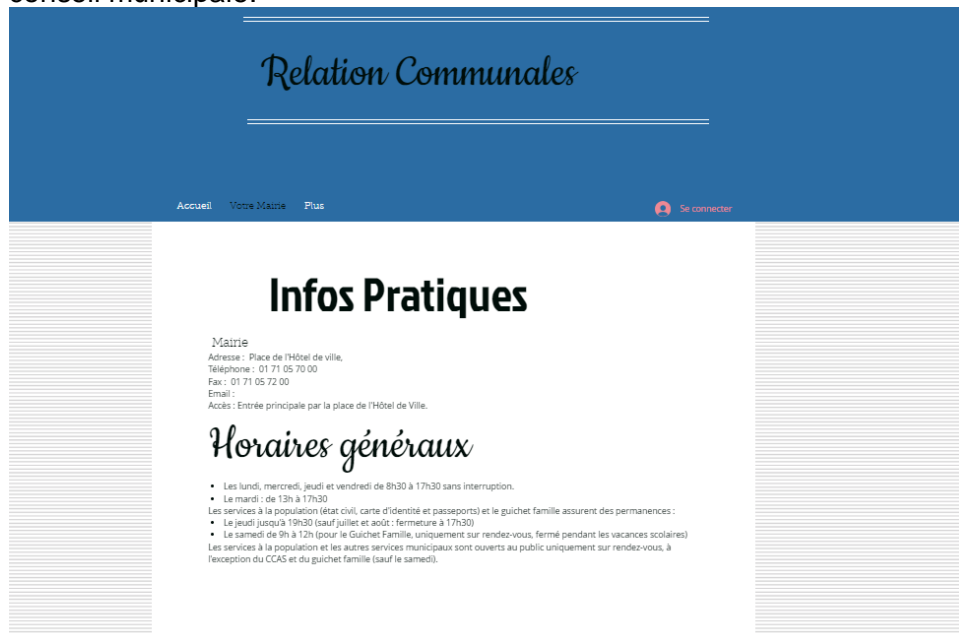 conseil municipale.
Relation Communales
Accueil Votre Mairie Plus Se connecter
Infos Pratiques
Mairie
Adresse : Place de l'Hôtel de ville,
Téléphone : 01 71 05 70 00
Fax : 01 71 05 72 00
Email :
Accès : Entrée principale par la place de l'Hôtel de Ville.
Horaires généraux
• Les lundi, mercredi, jeudi et vendredi de 8h30 à 17h30 sans interruption.
• Le mardi : de 13h à 17h30
Les services à la population (état civil, carte d'identité et passeports) et le guichet famille assurent des permanences :
• Le jeudi jusqu'à 19h30 (sauf juillet et août : fermeture à 17h30)
• Le samedi de 9h à 12h (pour le Guichet Famille, uniquement sur rendez-vous, fermé pendant les vacances scolaires)
Les services à la population et les autres services municipaux sont ouverts au public uniquement sur rendez-vous, à
l'exception du CCAS et du guichet famille (sauf le samedi).